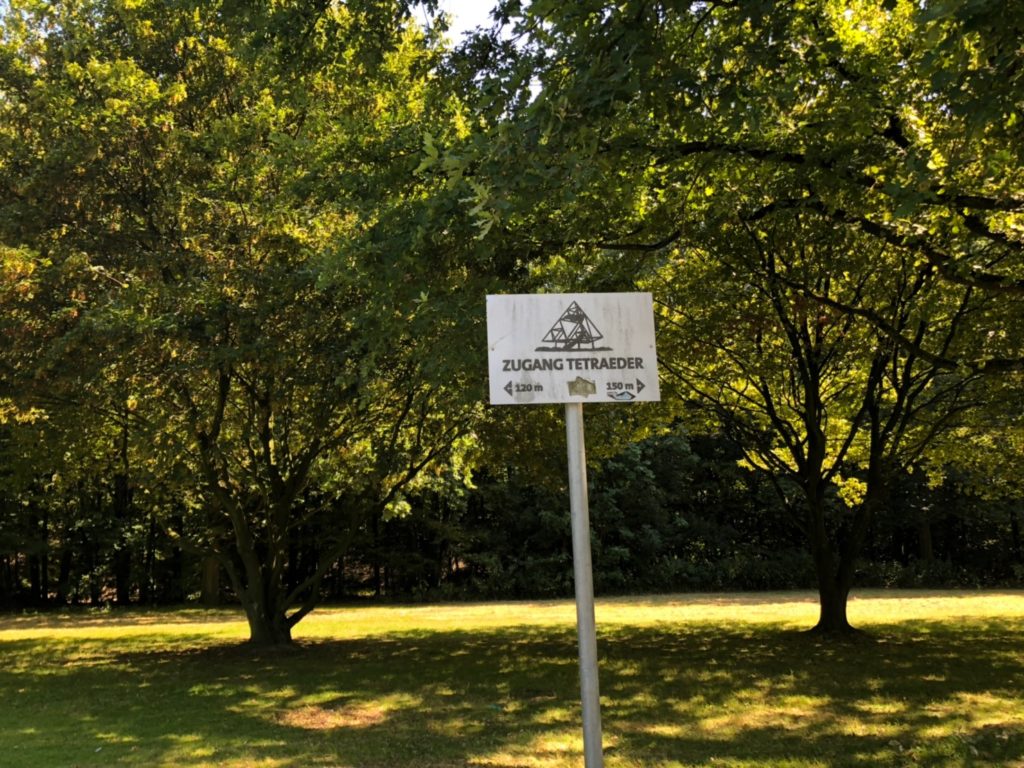 ZUGANG TETRAEDER
120 m 150 m